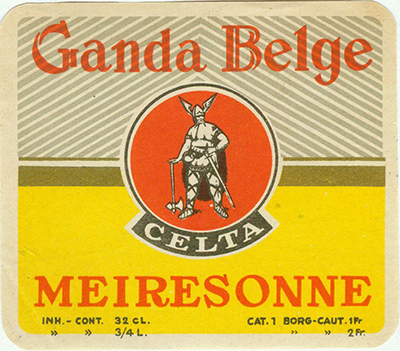 Ganda Belge
CELTA
MEIRESONNE
INH.-CONT. 32 CL. CAT. 1 BORG-CAUT. 1Fr
» » 3/4 L. » » 2Fr.